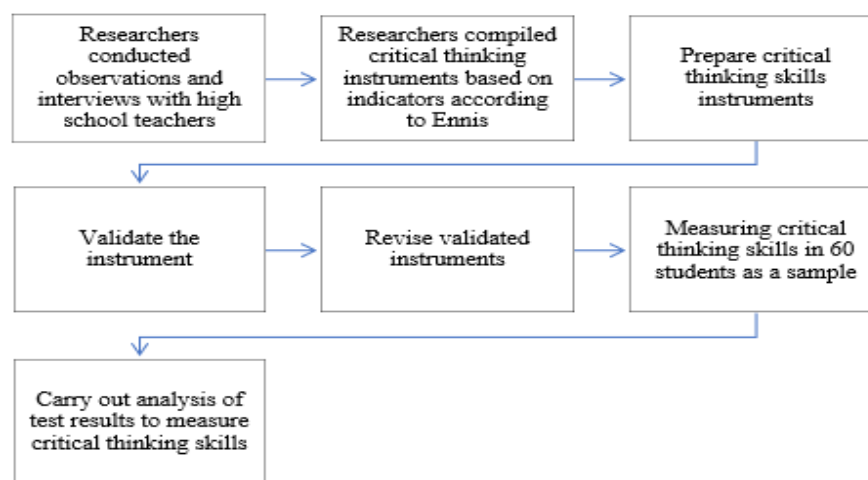 Researchers
conducted
observations and
interviews with high
school teachers
Researchers compiled
critical thinking
instruments based on
indicators according
to Ennis
Prepare critical
thinking skills
instruments
Validate the
instrument
Revise validated
instruments
Measuring critical
thinking skills in 60
students as a sample
Carry out analysis of
test results to measure
critical thinking skills